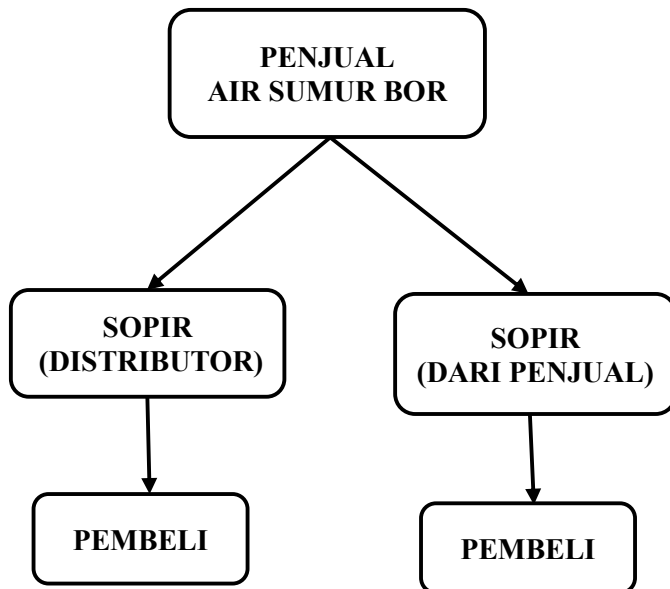 PENJUAL
AIR SUMUR BOR
SOPIR
(DISTRIBUTOR)
SOPIR
(DARI PENJUAL)
PEMBELI
PEMBELI